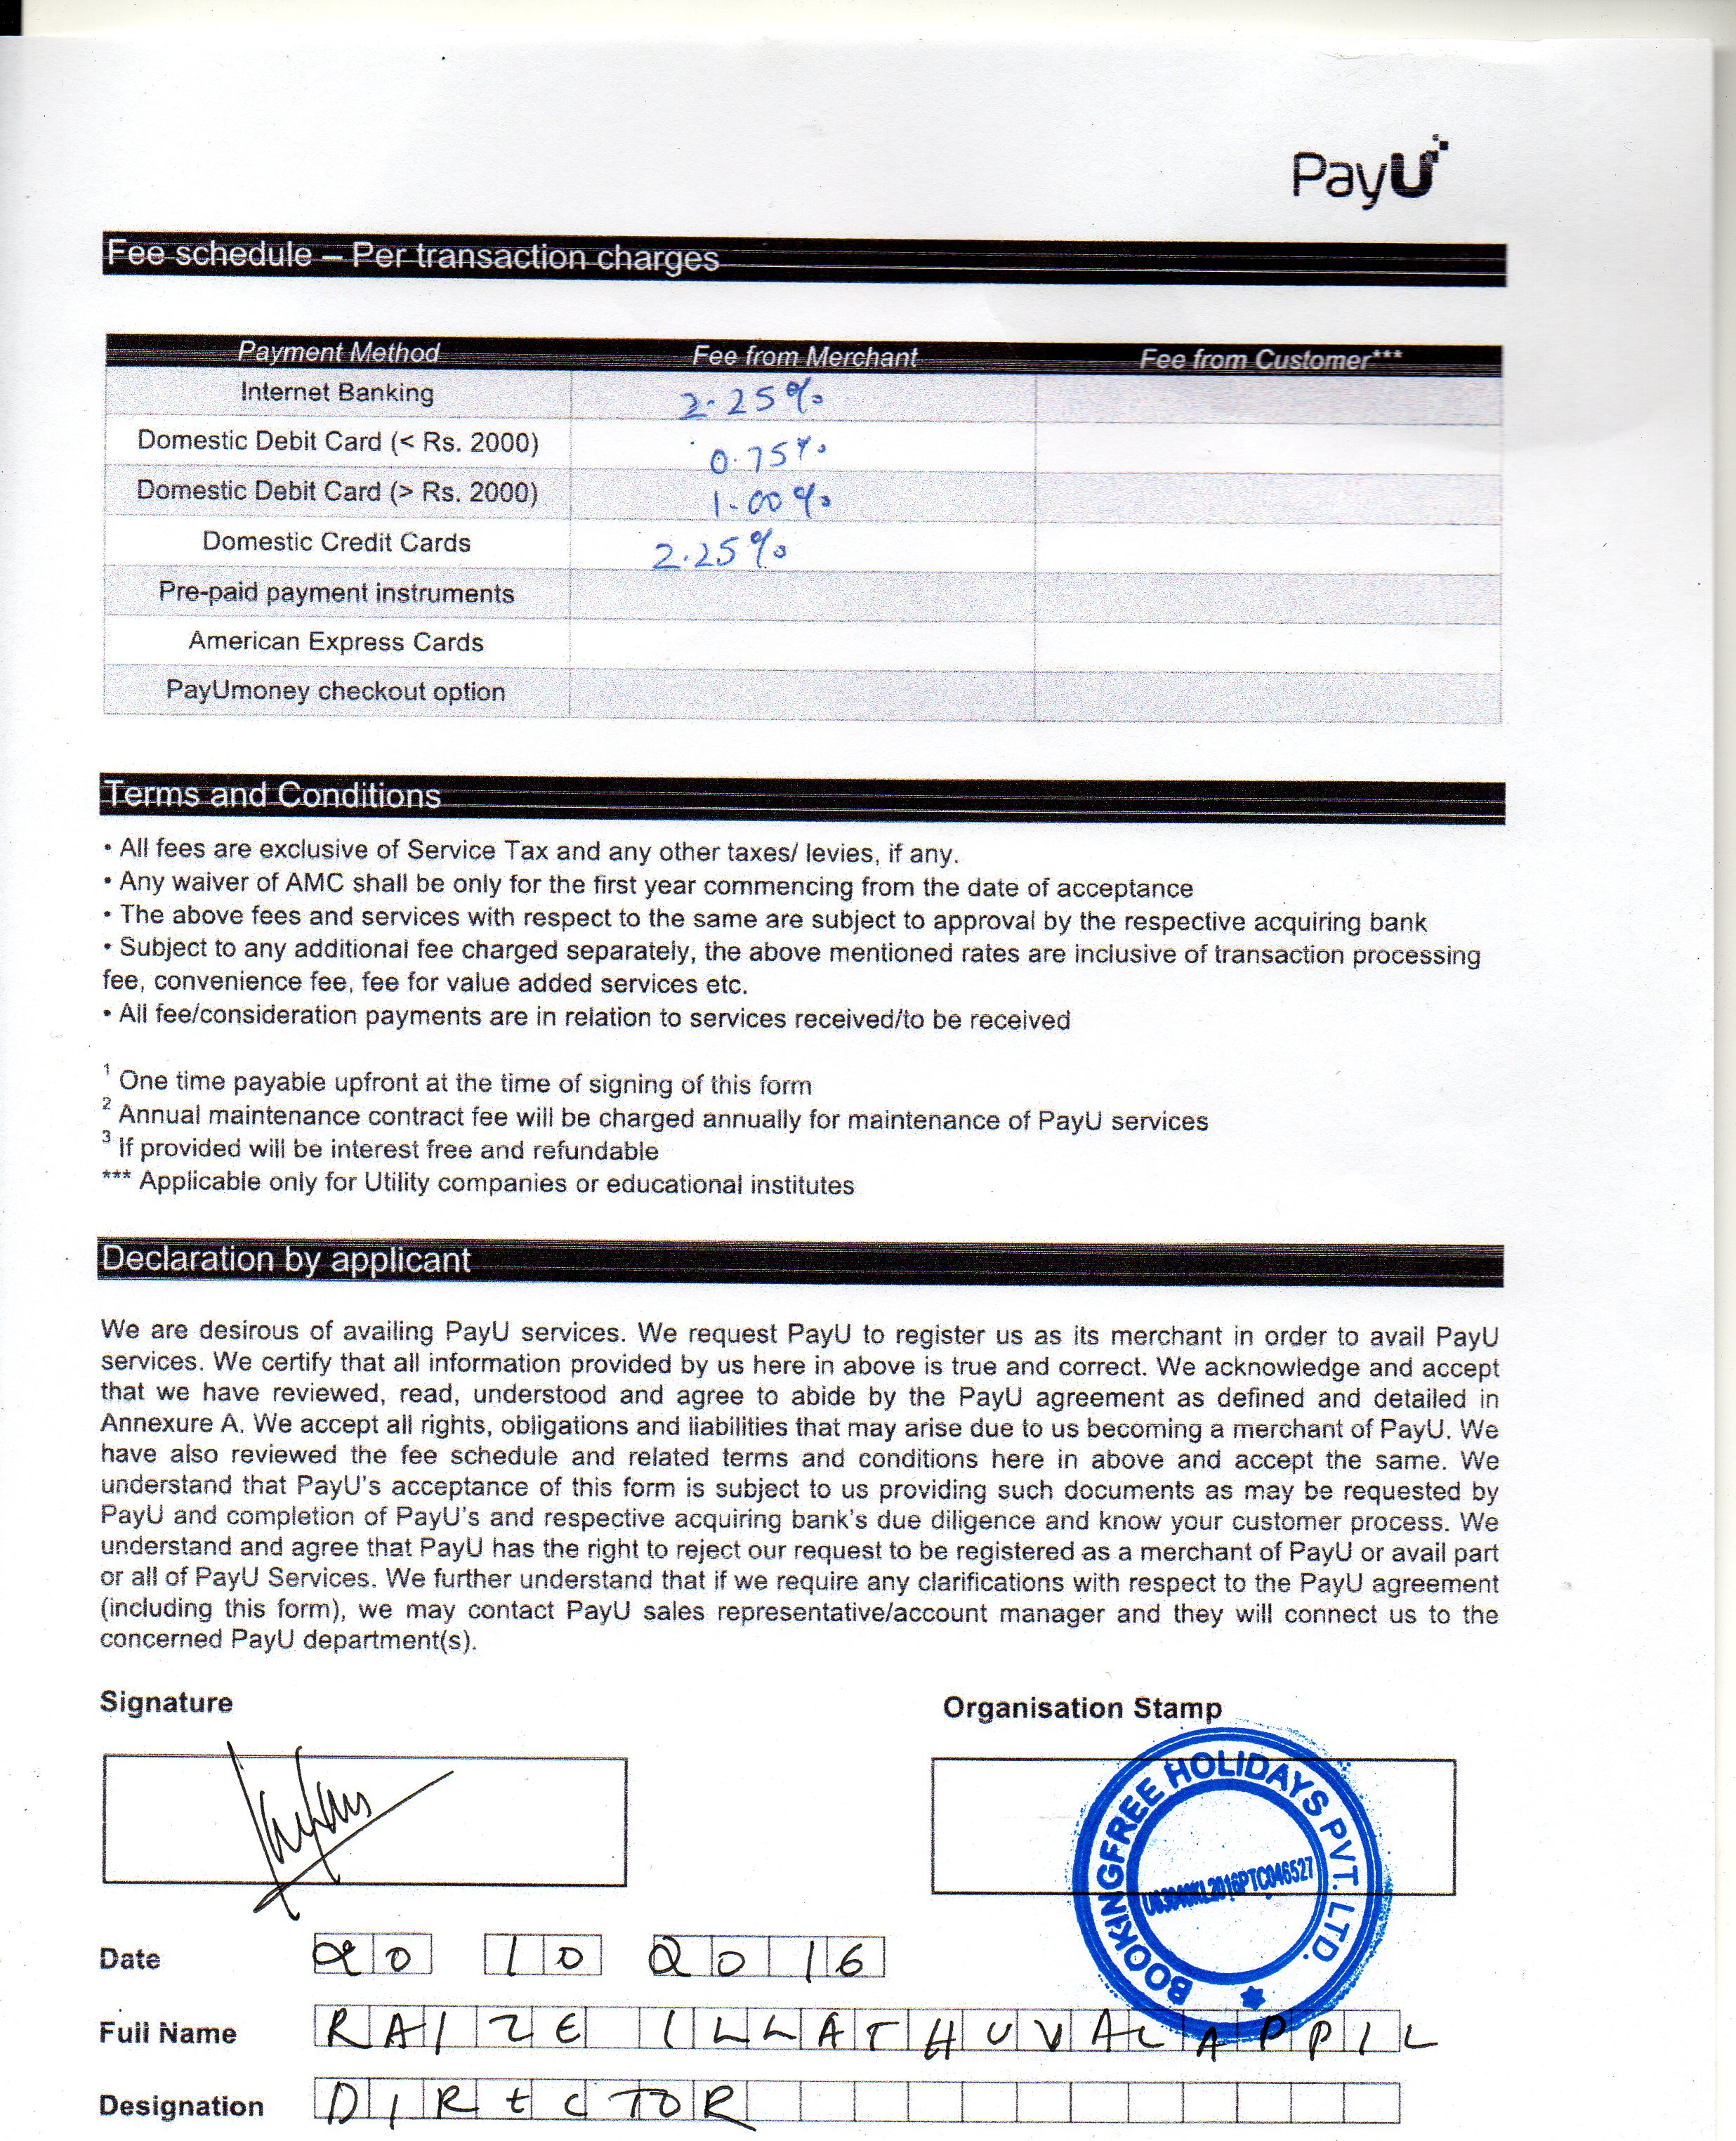 PayU
Fee schedule – Per transaction charges
Payment Method Fee from Merchant Fee from Customer***
Internet Banking 2.25%
Domestic Debit Card (< Rs. 2000) 0.75%
Domestic Debit Card (> Rs. 2000) 1.00%
Domestic Credit Cards 2.25%
Pre-paid payment instruments
American Express Cards
PayUmoney checkout option
Terms and Conditions
• All fees are exclusive of Service Tax and any other taxes/ levies, if any.
• Any waiver of AMC shall be only for the first year commencing from the date of acceptance
• The above fees and services with respect to the same are subject to approval by the respective acquiring bank
• Subject to any additional fee charged separately, the above mentioned rates are inclusive of transaction processing
fee, convenience fee, fee for value added services etc.
• All fee/consideration payments are in relation to services received/to be received
1 One time payable upfront at the time of signing of this form
2 Annual maintenance contract fee will be charged annually for maintenance of PayU services
3 If provided will be interest free and refundable
*** Applicable only for Utility companies or educational institutes
Declaration by applicant
We are desirous of availing PayU services. We request PayU to register us as its merchant in order to avail PayU
services. We certify that all information provided by us here in above is true and correct. We acknowledge and accept
that we have reviewed, read, understood and agree to abide by the PayU agreement as defined and detailed in
Annexure A. We accept all rights, obligations and liabilities that may arise due to us becoming a merchant of PayU. We
have also reviewed the fee schedule and related terms and conditions here in above and accept the same. We
understand that PayU's acceptance of this form is subject to us providing such documents as may be requested by
PayU and completion of PayU's and respective acquiring bank's due diligence and know your customer process. We
understand and agree that PayU has the right to reject our request to be registered as a merchant of PayU or avail part
or all of PayU Services. We further understand that if we require any clarifications with respect to the PayU agreement
(including this form), we may contact PayU sales representative/account manager and they will connect us to the
concerned PayU department(s).
Signature Organisation Stamp
BOOKINGFREE HOLIDAYS PVT. LTD.
Date 20 10 2016
Full Name RAIZE ILLATHUVALAPPIL
Designation DIRECTOR